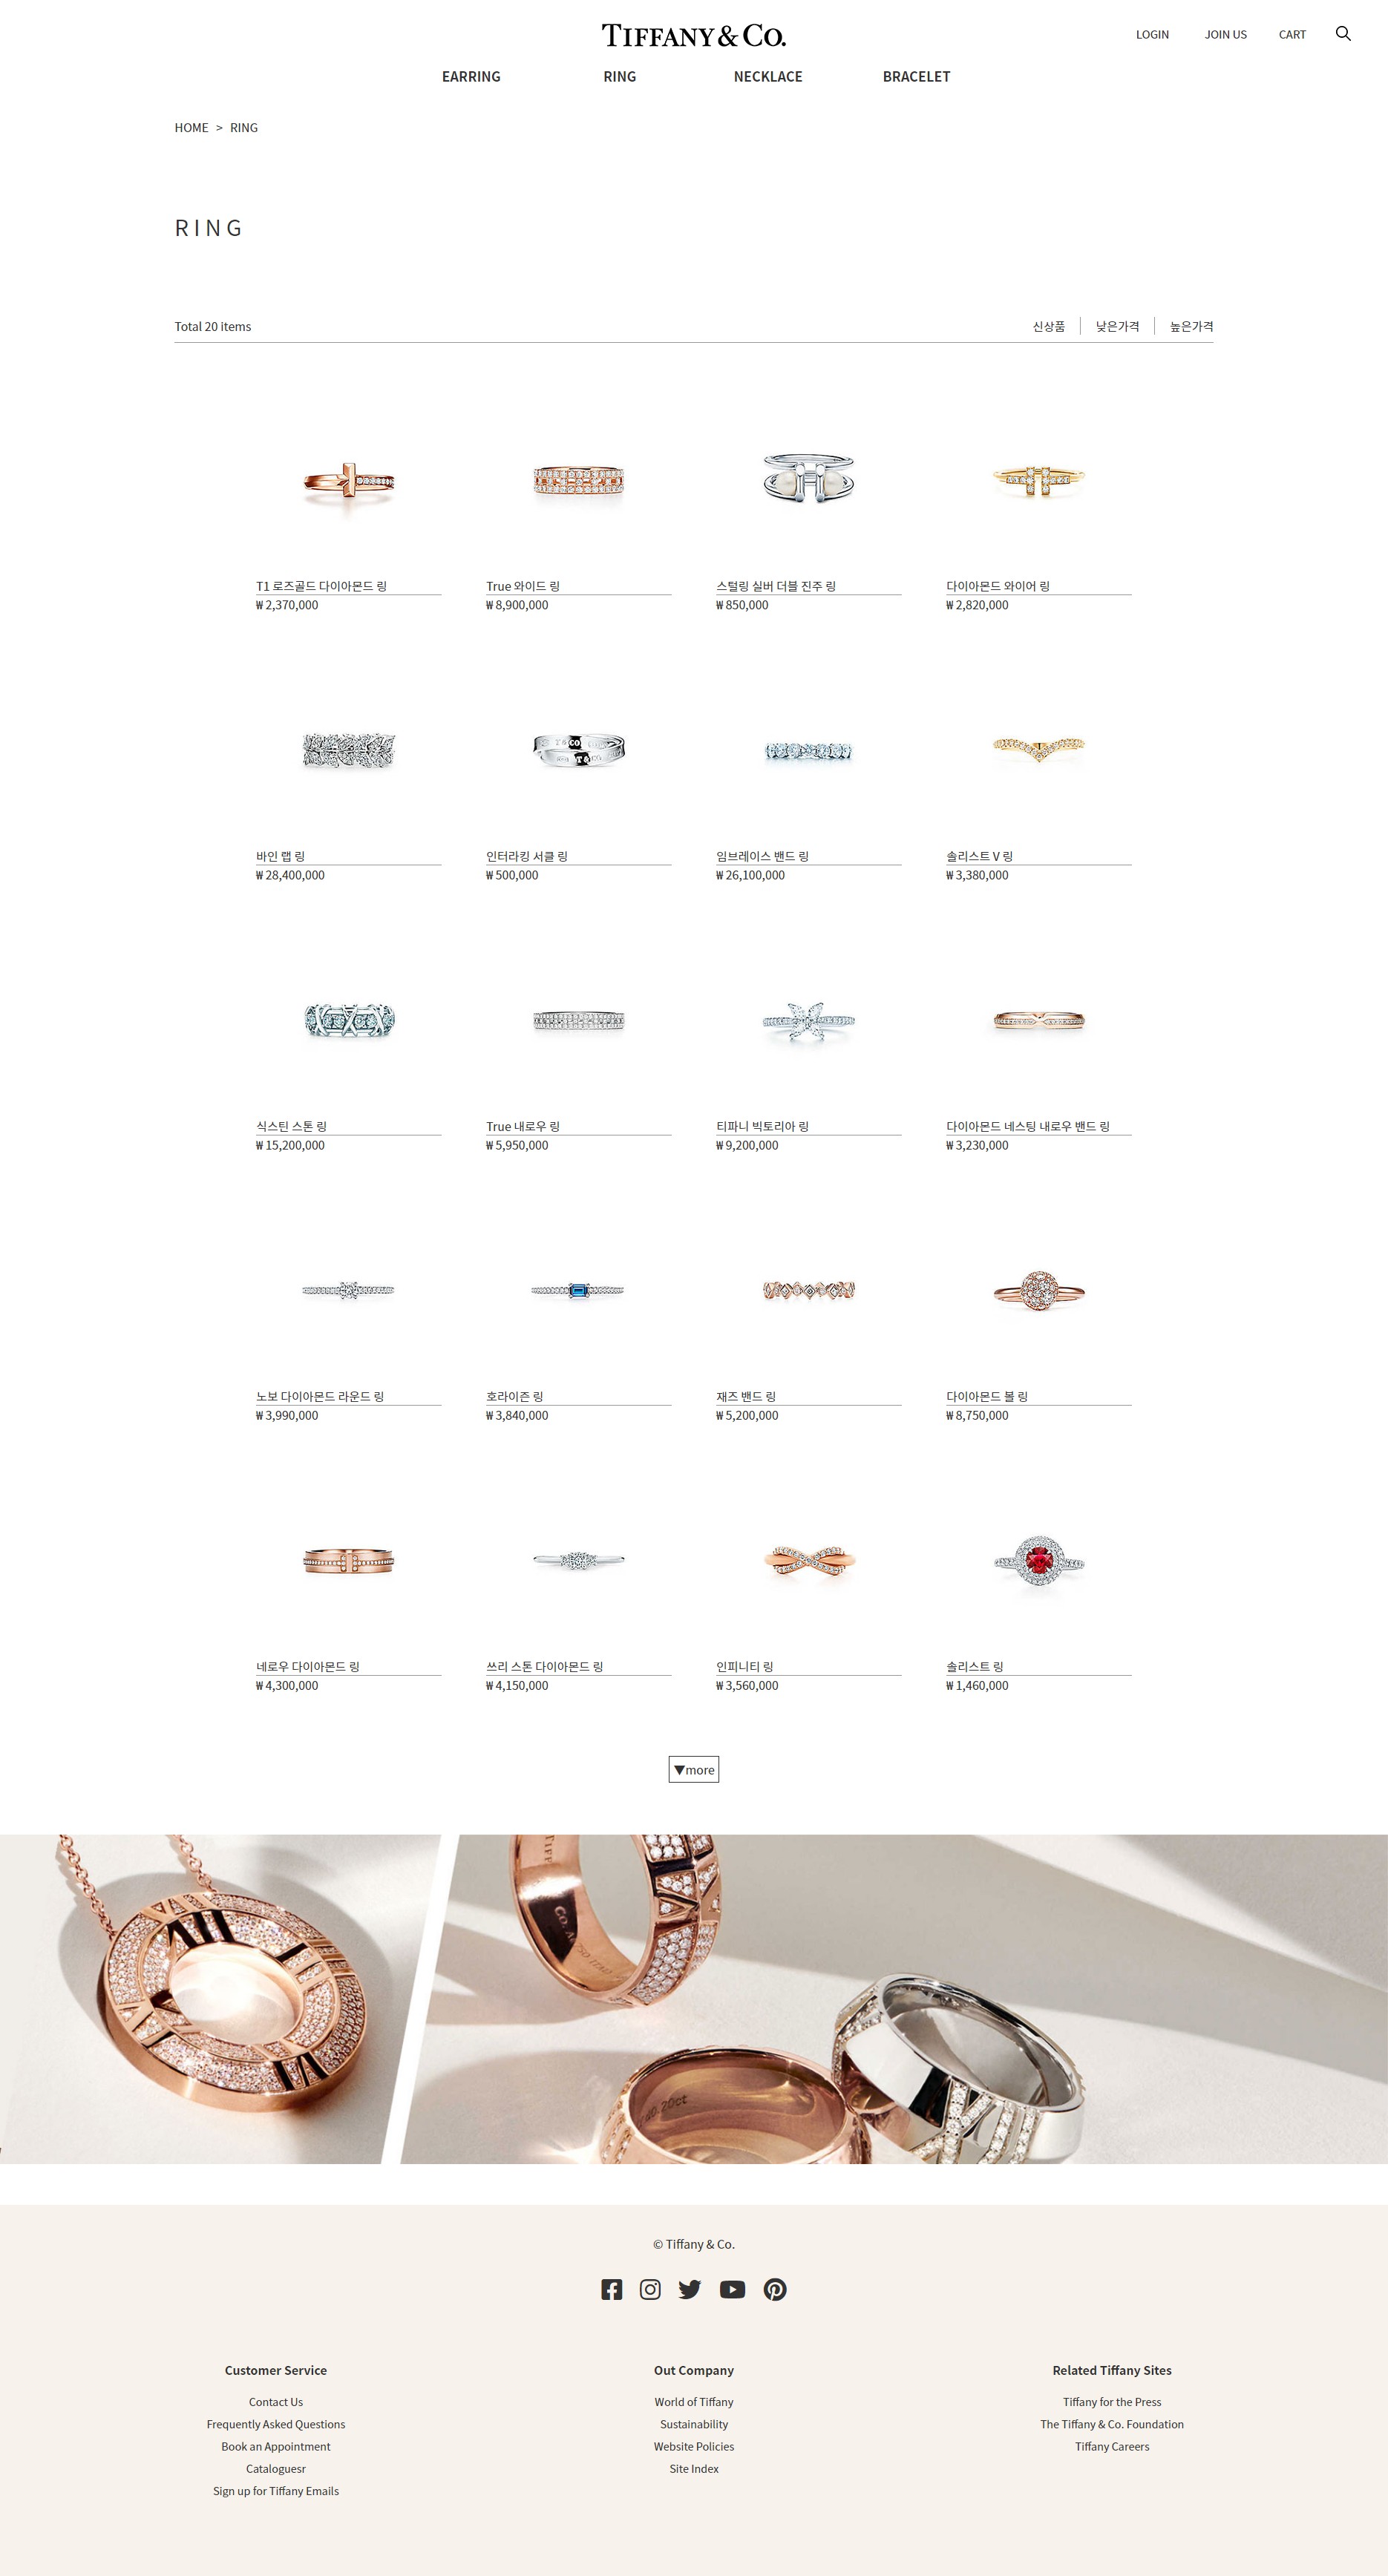 TIFFANY & CO.
LOGIN JOIN US CART
EARRING RING NECKLACE BRACELET
HOME > RING
RING
Total 20 items
신상품 낮은가격 높은가격
T1 로즈골드 다이아몬드 링
₩ 2,370,000
True 와이드 링
₩ 8,900,000
스털링 실버 더블 진주 링
₩ 850,000
다이아몬드 와이어 링
₩ 2,820,000
바인 랩 링
₩ 28,400,000
인터라킹 서클 링
₩ 500,000
임브레이스 밴드 링
₩ 26,100,000
솔리스트 V 링
₩ 3,380,000
식스틴 스톤 링
₩ 15,200,000
True 내로우 링
₩ 5,950,000
티파니 빅토리아 링
₩ 9,200,000
다이아몬드 네스팅 내로우 밴드 링
₩ 3,230,000
노보 다이아몬드 라운드 링
₩ 3,990,000
호라이즌 링
₩ 3,840,000
재즈 밴드 링
₩ 5,200,000
다이아몬드 볼 링
₩ 8,750,000
네로우 다이아몬드 링
₩ 4,300,000
쓰리 스톤 다이아몬드 링
₩ 4,150,000
인피니티 링
₩ 3,560,000
솔리스트 링
₩ 1,460,000
▼more
© Tiffany & Co.
Customer Service
Contact Us
Frequently Asked Questions
Book an Appointment
Cataloguesr
Sign up for Tiffany Emails
Out Company
World of Tiffany
Sustainability
Website Policies
Site Index
Related Tiffany Sites
Tiffany for the Press
The Tiffany & Co. Foundation
Tiffany Careers